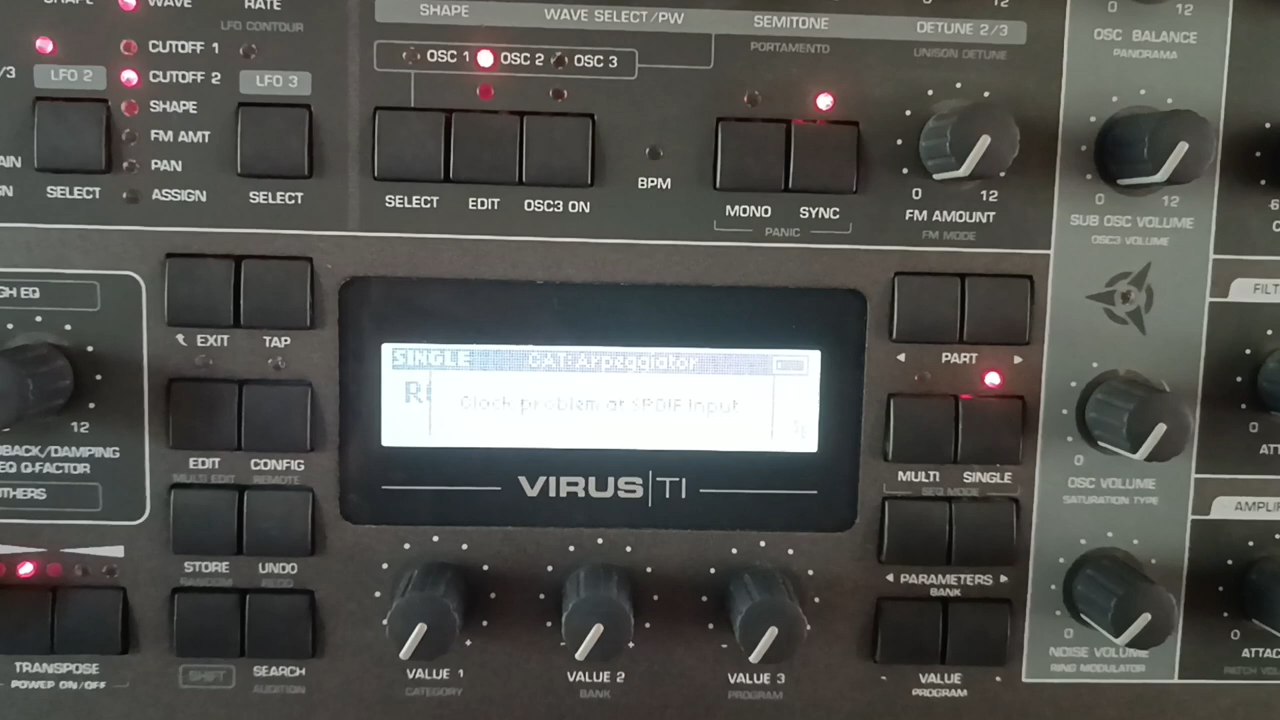 WAVE
RATE
LFO CONTOUR
SHAPE
WAVE SELECT/PW
SEMITONE
PORTAMENTO
DETUNE 2/3
UNISON DETUNE
12
0 12
OSC BALANCE
PANORAMA
CUTOFF 1
LFO 2
CUTOFF 2
LFO 3
SHAPE
FM AMT
PAN
ASSIGN
SELECT
SELECT
OSC 1
OSC 2
OSC 3
SELECT
EDIT
OSC3 ON
BPM
MONO
SYNC
PANIC
0 12
FM AMOUNT
FM MODE
0 12
SUB OSC VOLUME
OSC3 VOLUME
GH EQ
12
BACK/DAMPING
EQ Q-FACTOR
EXIT
TAP
EDIT
CONFIG
MULTI EDIT
REMOTE
STORE
UNDO
RANDOM
REDO
SHIFT
SEARCH
AUDITION
TRANSPOSE
POWER ON/OFF
SINGLE CAT:Arpeggiator
Clock problem at SPDIF Input
VIRUS|TI
VALUE 1
CATEGORY
VALUE 2
BANK
VALUE 3
PROGRAM
PART
MULTI
SINGLE
SEQ MODE
PARAMETERS
BANK
- VALUE +
PROGRAM
0
OSC VOLUME
SATURATION TYPE
0
NOISE VOLUME
RING MODULATOR
FILT
0
AMPLI
0
ATTAC